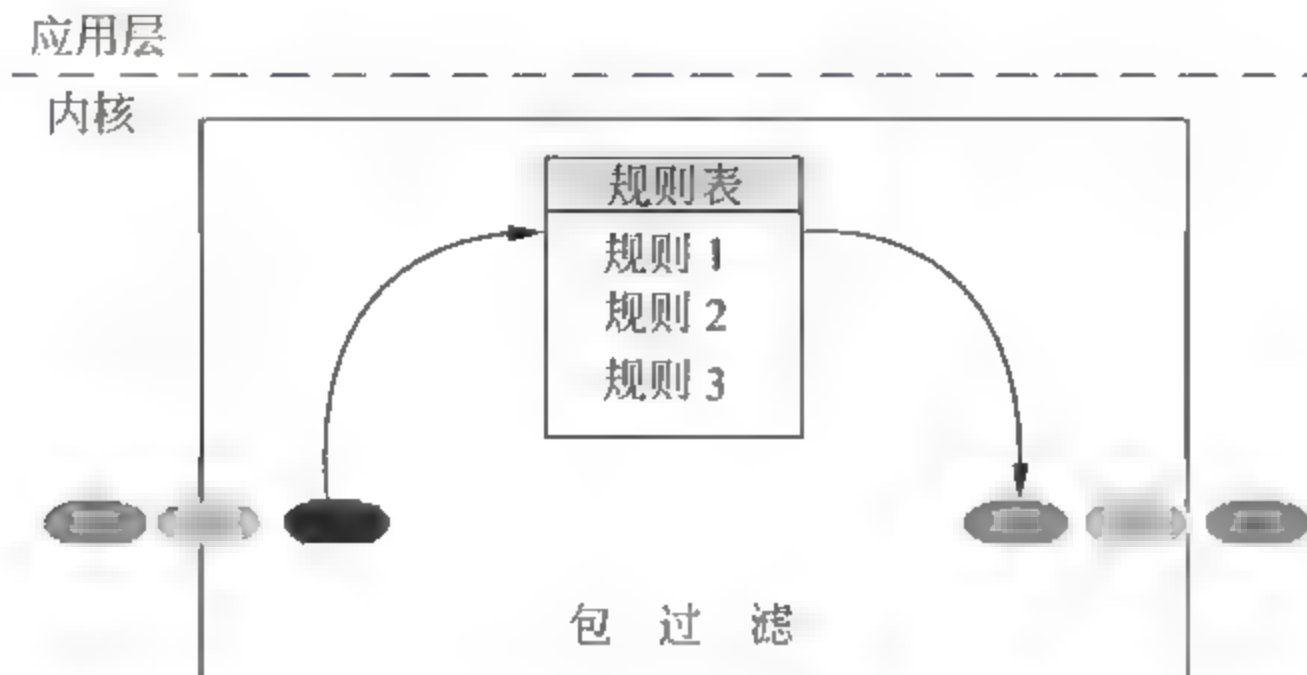 应用层
内核
规则表
规则 1
规则 2
规则 3
包 过 滤